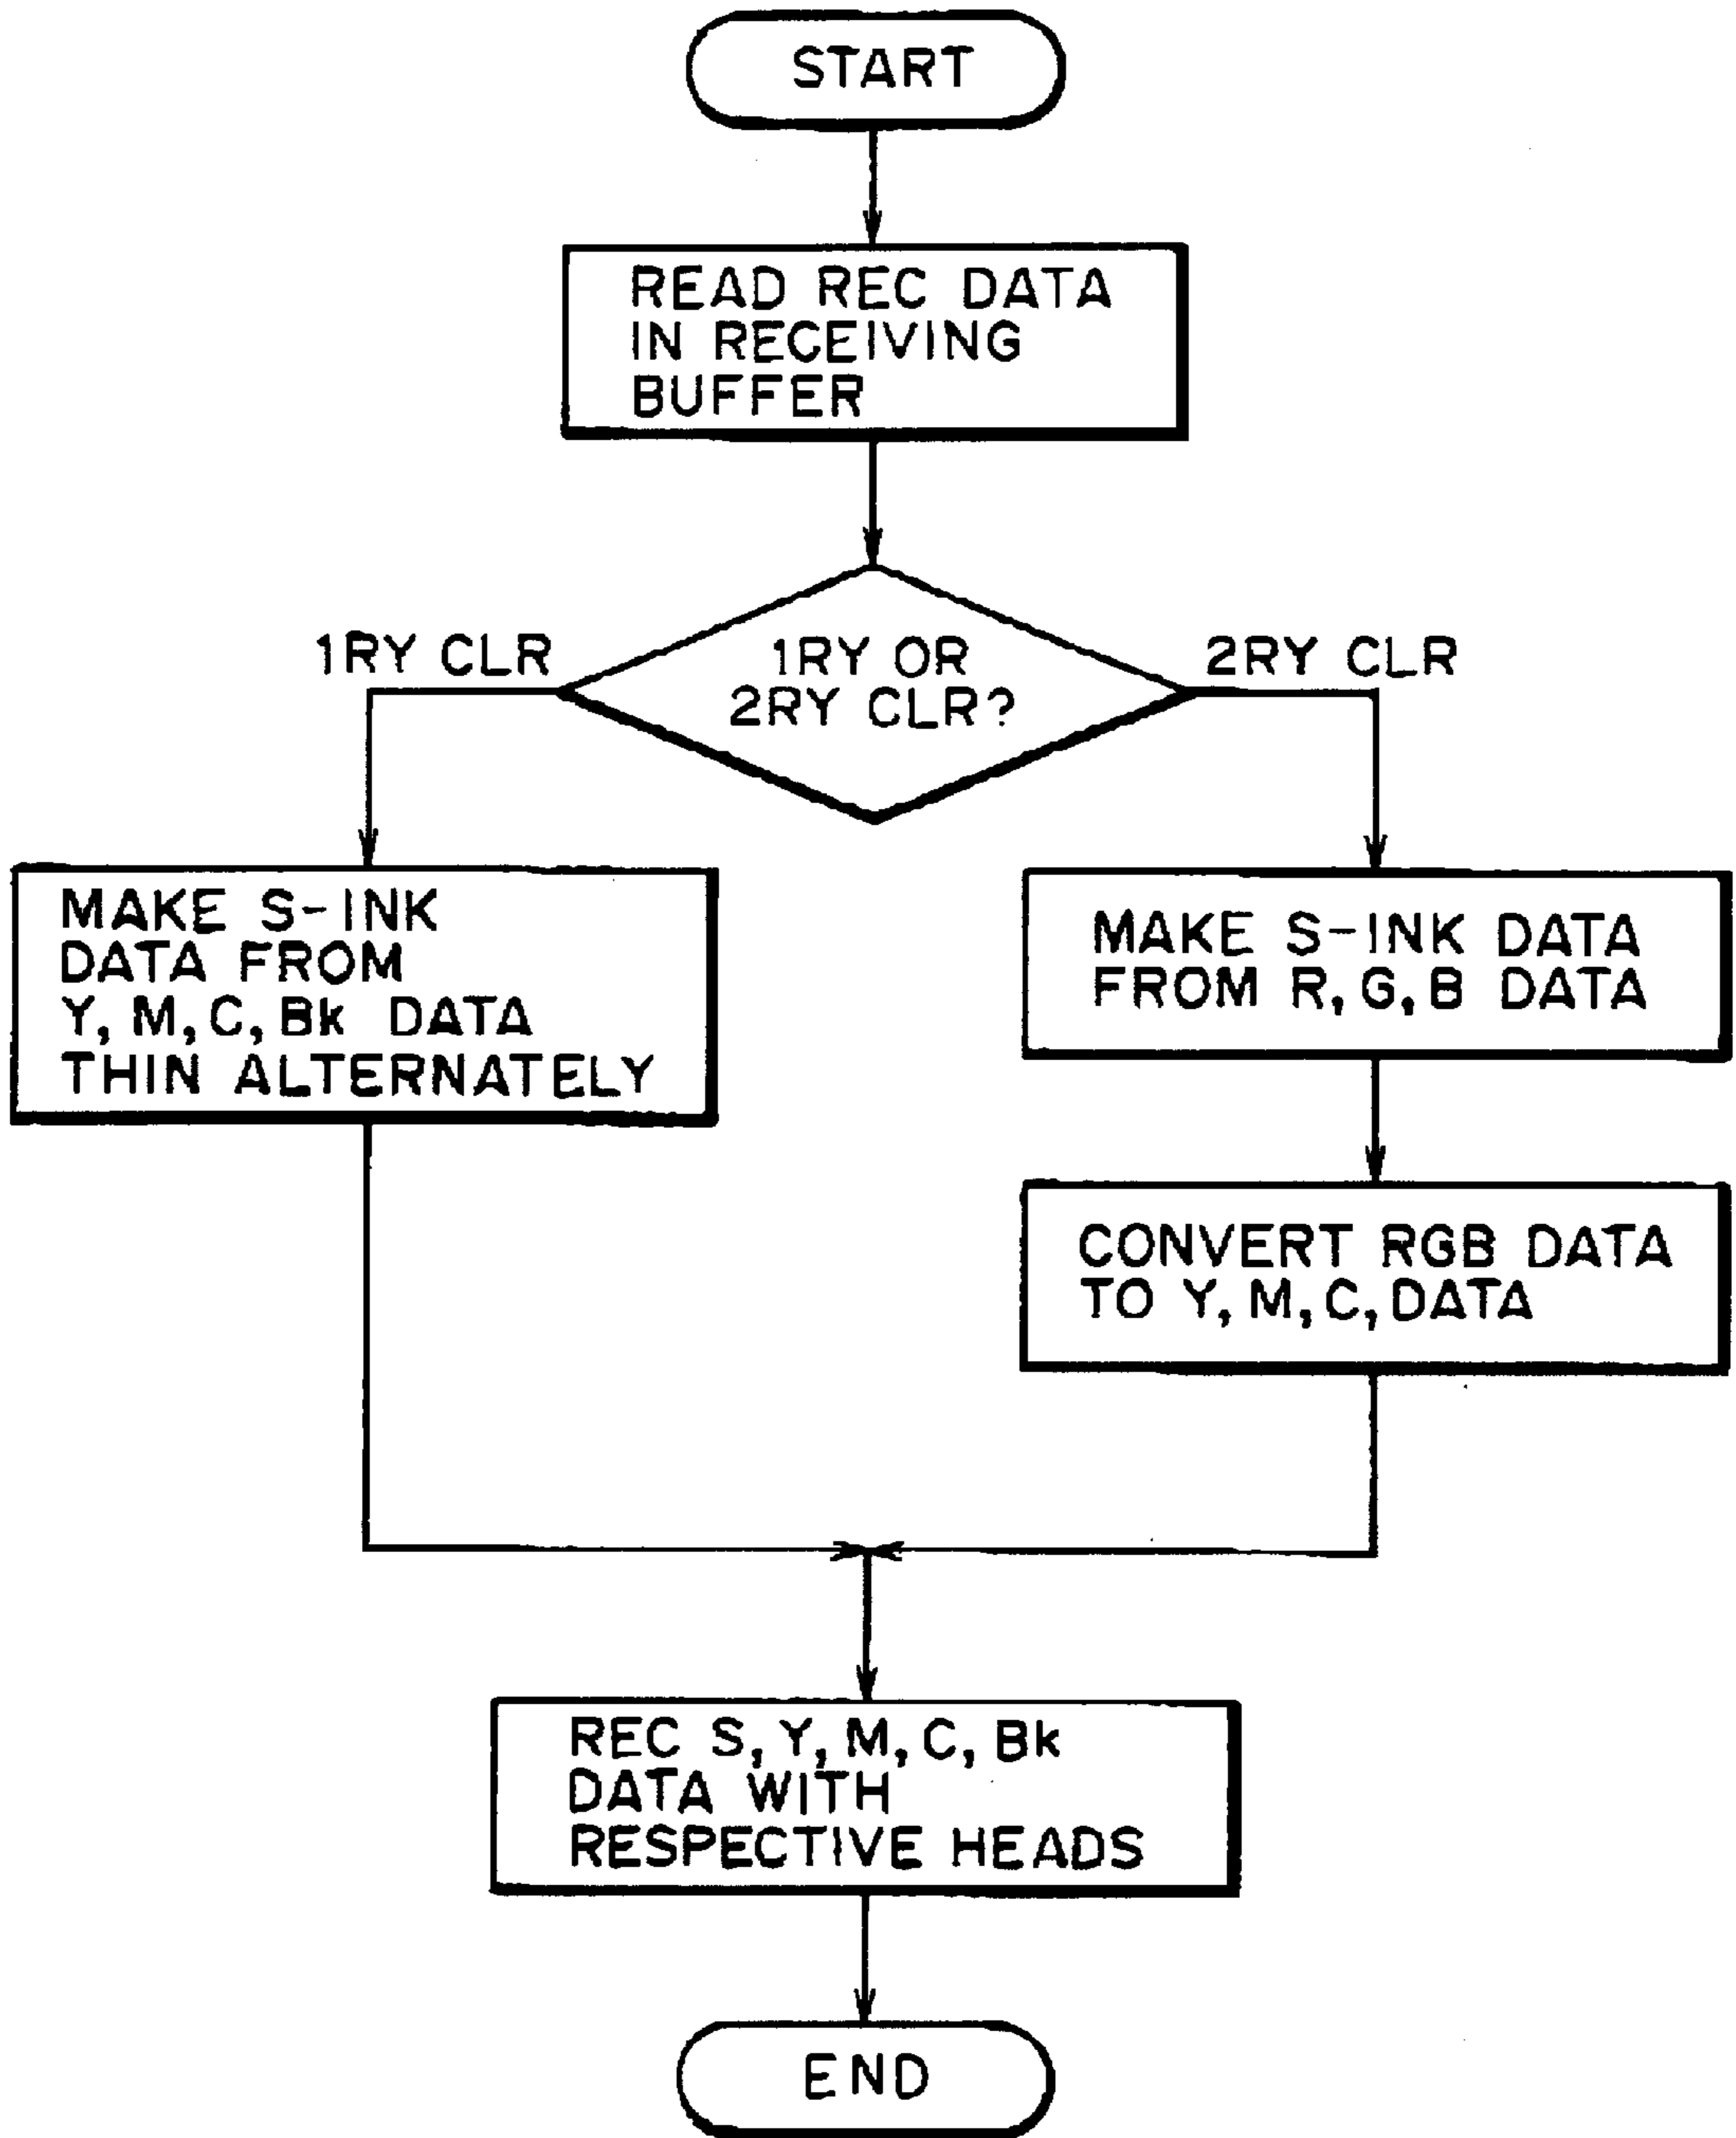 START
READ REC DATA
IN RECEIVING
BUFFER
1RY CLR
1RY OR
2RY CLR?
2RY CLR
MAKE S-INK
DATA FROM
Y, M, C, Bk DATA
THIN ALTERNATELY
MAKE S-INK DATA
FROM R, G, B DATA
CONVERT RGB DATA
TO Y, M, C, DATA
REC S, Y, M, C, Bk
DATA WITH
RESPECTIVE HEADS
END